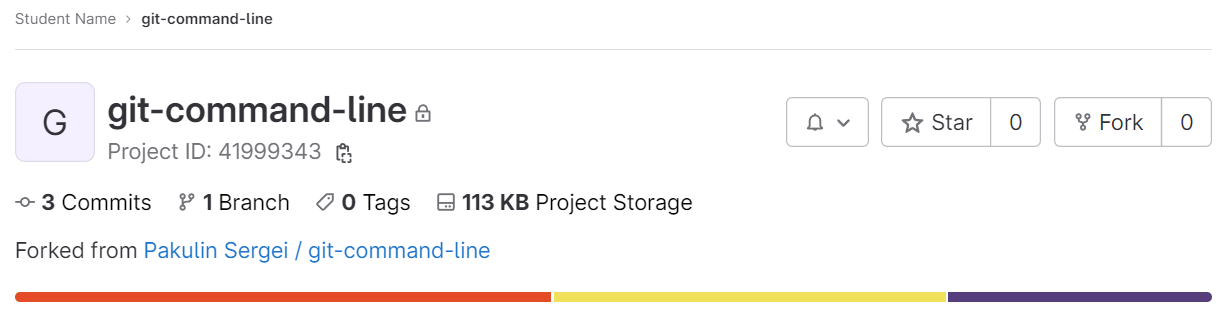 Student Name › git-command-line
G
git-command-line
Project ID: 41999343
Star 0
Fork 0
3 Commits 1 Branch 0 Tags 113 KB Project Storage
Forked from Pakulin Sergei / git-command-line